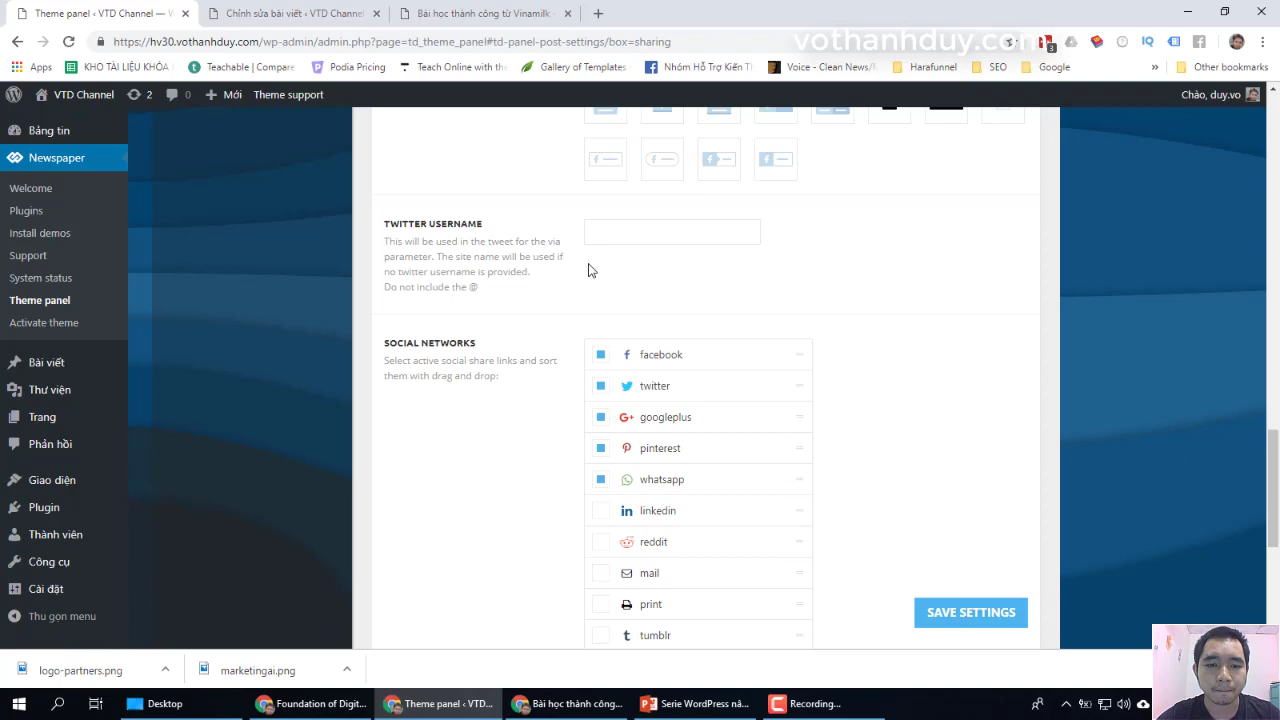 Theme panel ‹ VTD Channel
Chỉnh sửa bài viết ‹ VTD Channel
Bài học thành công từ Vinamilk -
https://hv30.vothanhduy.com/wp-admin/admin.php?page=td_theme_panel#td-panel-post-settings/box=sharing
vothanhduy.com
3
Apps
KHO TÀI LIỆU KHÓA
Teachable | Compare
Podia Pricing
Teach Online with the
Gallery of Templates
Nhóm Hỗ Trợ Kiến Th
Voice - Clean News/
Harafunnel
SEO
Google
»
Other bookmarks
VTD Channel
2
0
Mới
Theme support
Chào, duy.vo
Bảng tin
Newspaper
Welcome
Plugins
Install demos
Support
System status
Theme panel
Activate theme
Bài viết
Thư viện
Trang
Phản hồi
Giao diện
Plugin
Thành viên
Công cụ
Cài đặt
Thu gọn menu
TWITTER USERNAME
This will be used in the tweet for the via
parameter. The site name will be used if
no twitter username is provided.
Do not include the @
SOCIAL NETWORKS
Select active social share links and sort
them with drag and drop:
facebook
twitter
googleplus
pinterest
whatsapp
linkedin
reddit
mail
print
tumblr
SAVE SETTINGS
logo-partners.png
marketingai.png
Desktop
Foundation of Digit...
Theme panel ‹ VTD...
Bài học thành công...
Serie WordPress nâ...
Recording...